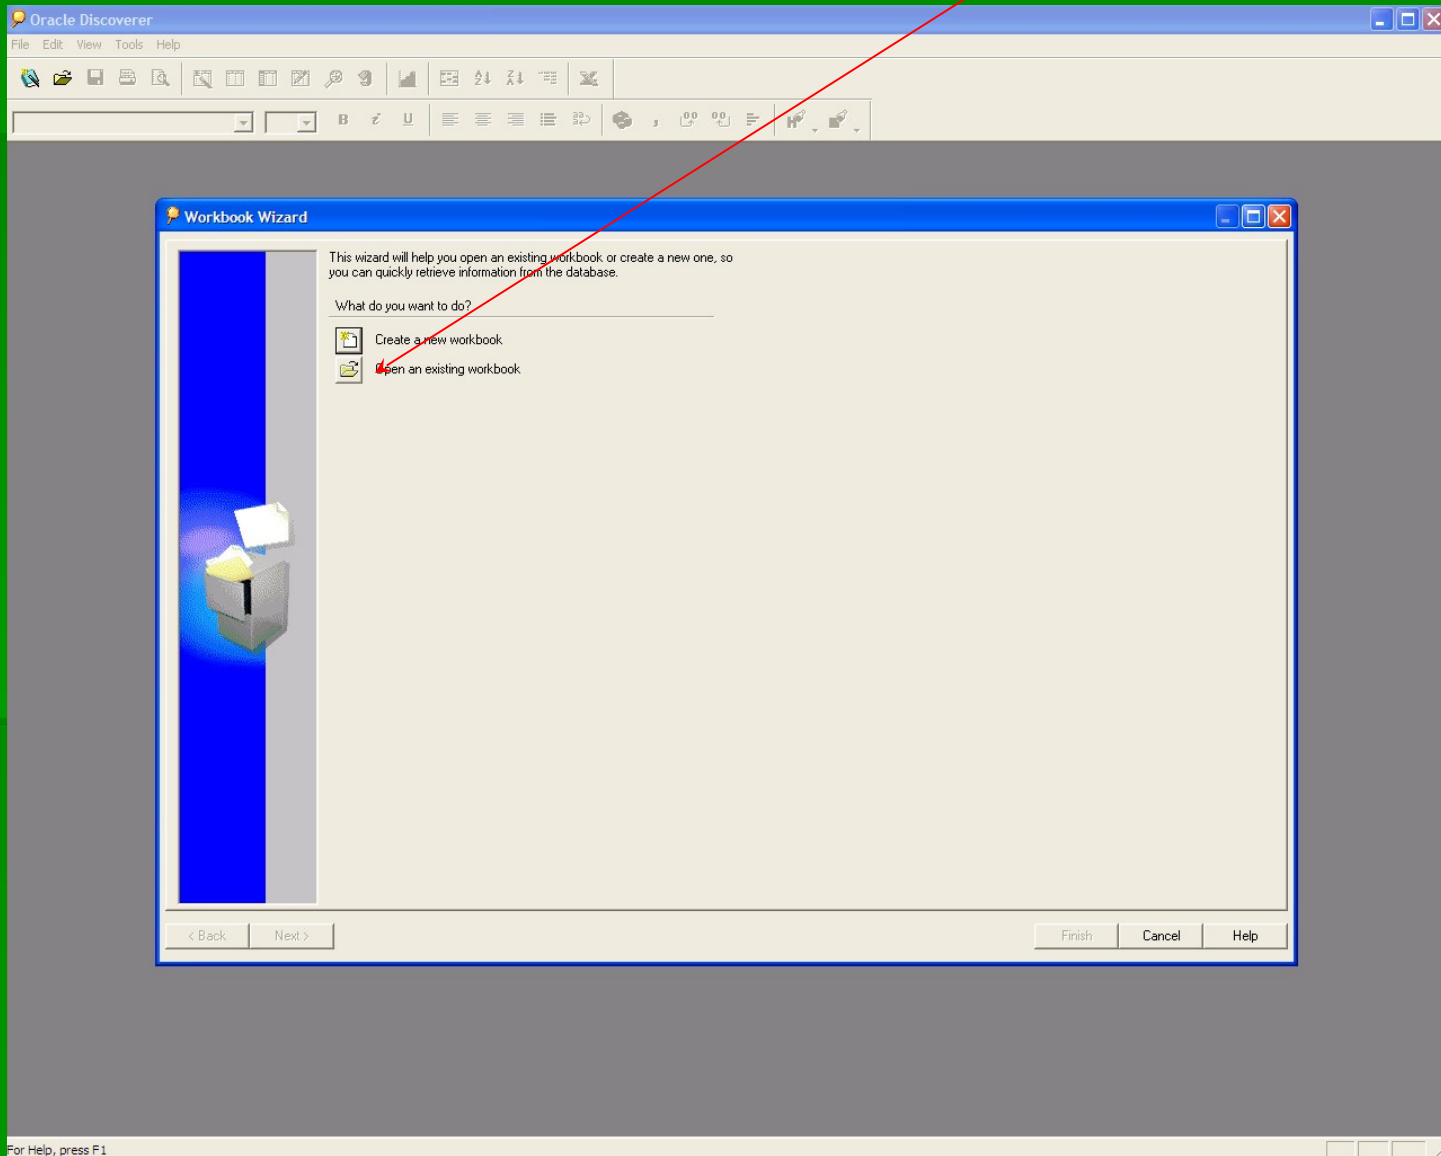 Oracle Discoverer
File Edit View Tools Help
B i U
Workbook Wizard
This wizard will help you open an existing workbook or create a new one, so
you can quickly retrieve information from the database.
What do you want to do?
Create a new workbook
Open an existing workbook
< Back Next > Finish Cancel Help
For Help, press F1